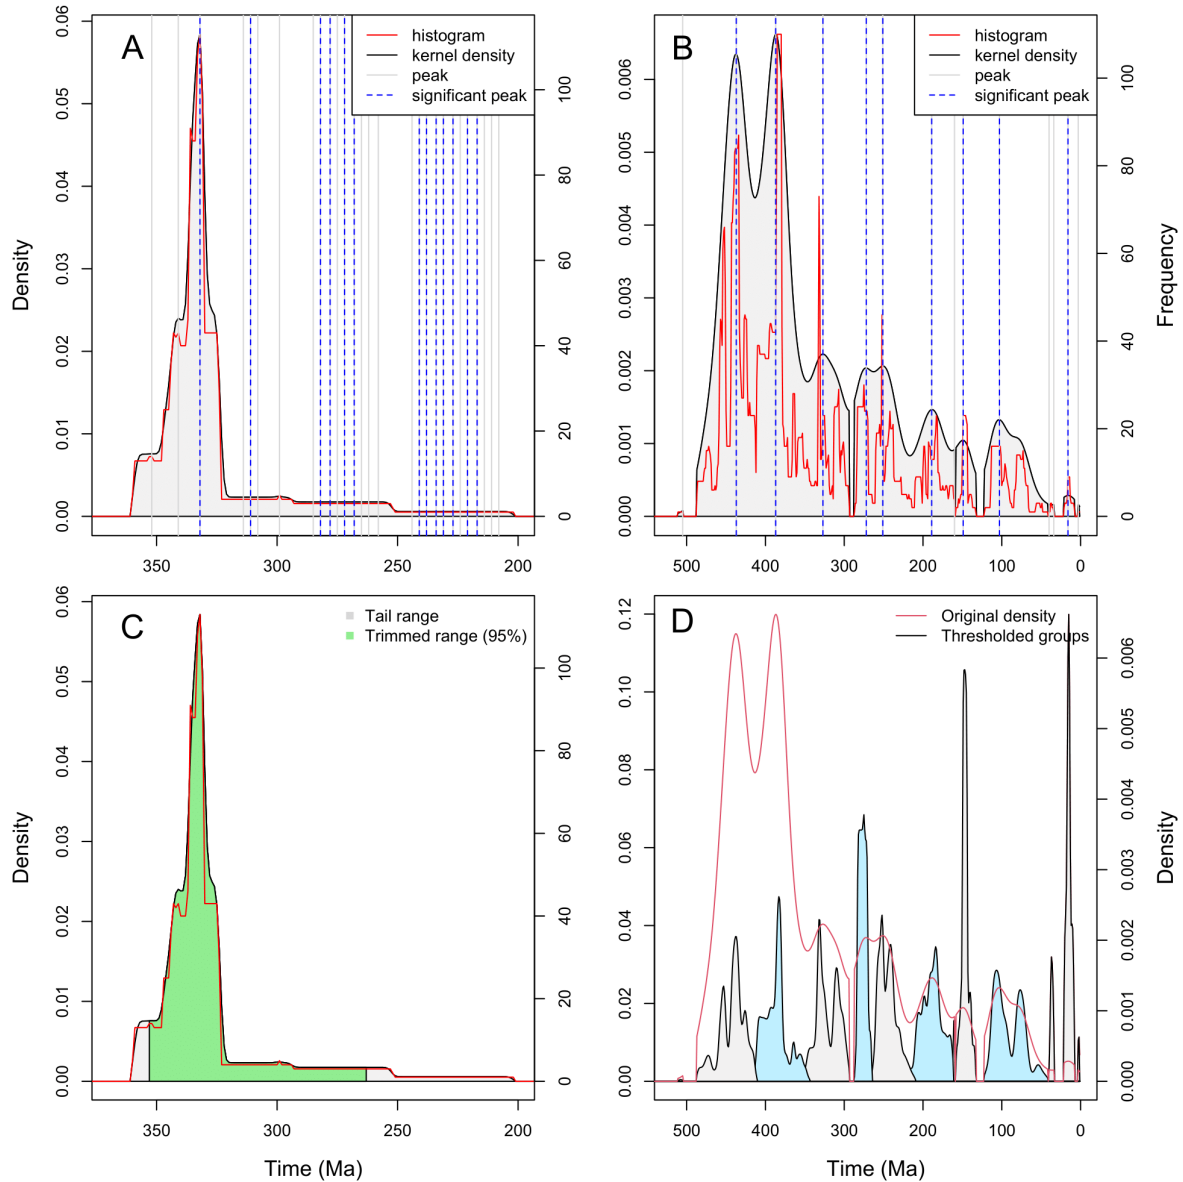 A
histogram
kernel density
peak
significant peak
0.00 0.01 0.02 0.03 0.04 0.05 0.06
Density
0 20 40 60 80 100
350 300 250 200
B
histogram
kernel density
peak
significant peak
0.000 0.001 0.002 0.003 0.004 0.005 0.006
0 20 40 60 80 100
Frequency
500 400 300 200 100 0
C
Tail range
Trimmed range (95%)
0.00 0.01 0.02 0.03 0.04 0.05 0.06
Density
0 20 40 60 80 100
350 300 250 200
Time (Ma)
D
Original density
Thresholded groups
0.00 0.02 0.04 0.06 0.08 0.10 0.12
0.000 0.001 0.002 0.003 0.004 0.005 0.006
Density
500 400 300 200 100 0
Time (Ma)